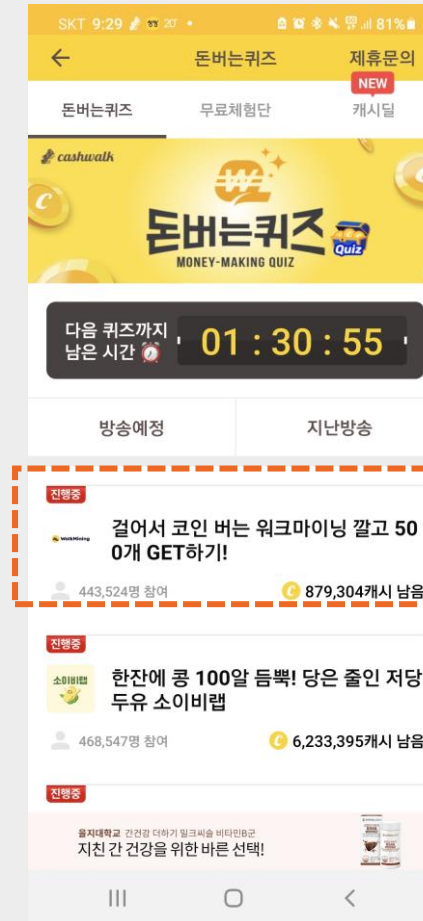 SKT 9:29
81%
돈버는퀴즈
제휴문의
NEW
돈버는퀴즈
무료체험단
캐시딜
cashwalk
돈버는퀴즈
Quiz
MONEY-MAKING QUIZ
다음 퀴즈까지
남은 시간
01 : 30 : 55
방송예정
지난방송
진행중
WalkMining
걸어서 코인 버는 워크마이닝 깔고 50
0개 GET하기!
443,524명 참여
879,304캐시 남음
진행중
소이비랩
한잔에 콩 100알 듬뿍! 당은 줄인 저당
두유 소이비랩
468,547명 참여
6,233,395캐시 남음
진행중
을지대학교 간건강 더하기 밀크씨슬 비타민B군
지친 간 건강을 위한 바른 선택!